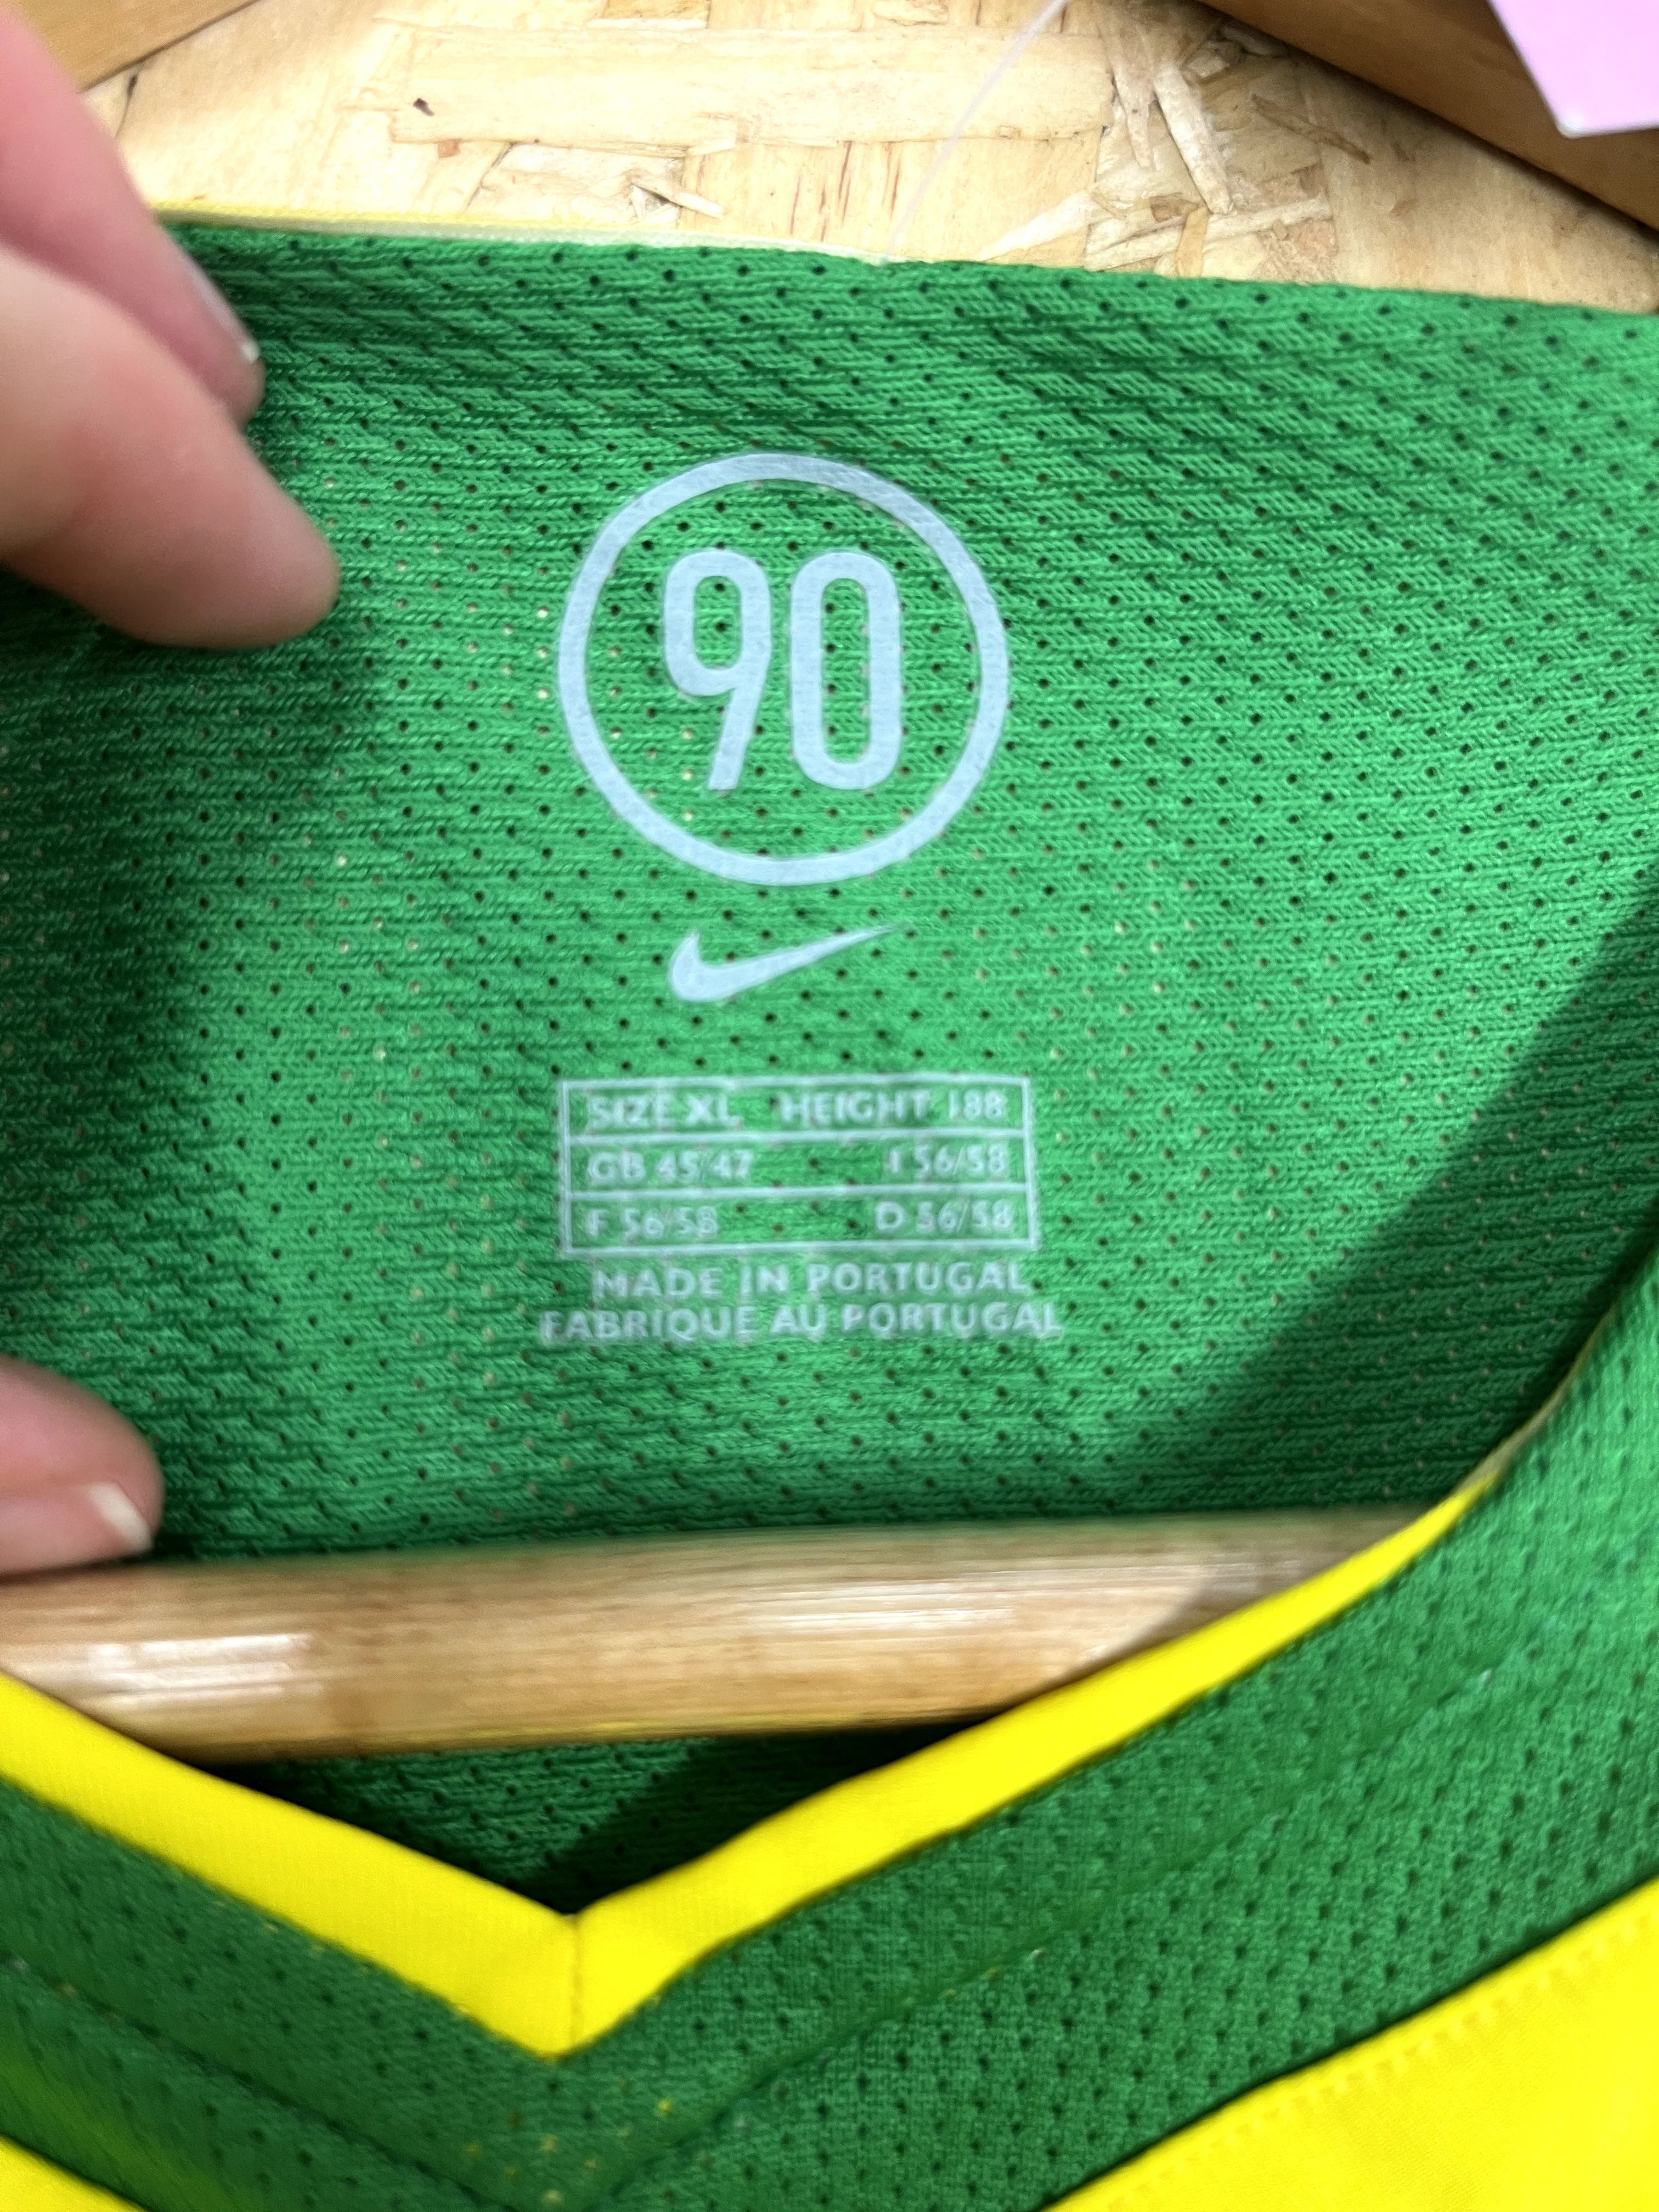 90
SIZE XL HEIGHT 188
GB 45/47 I 56/58
F 56/58 D 56/58
MADE IN PORTUGAL
FABRIQUE AU PORTUGAL